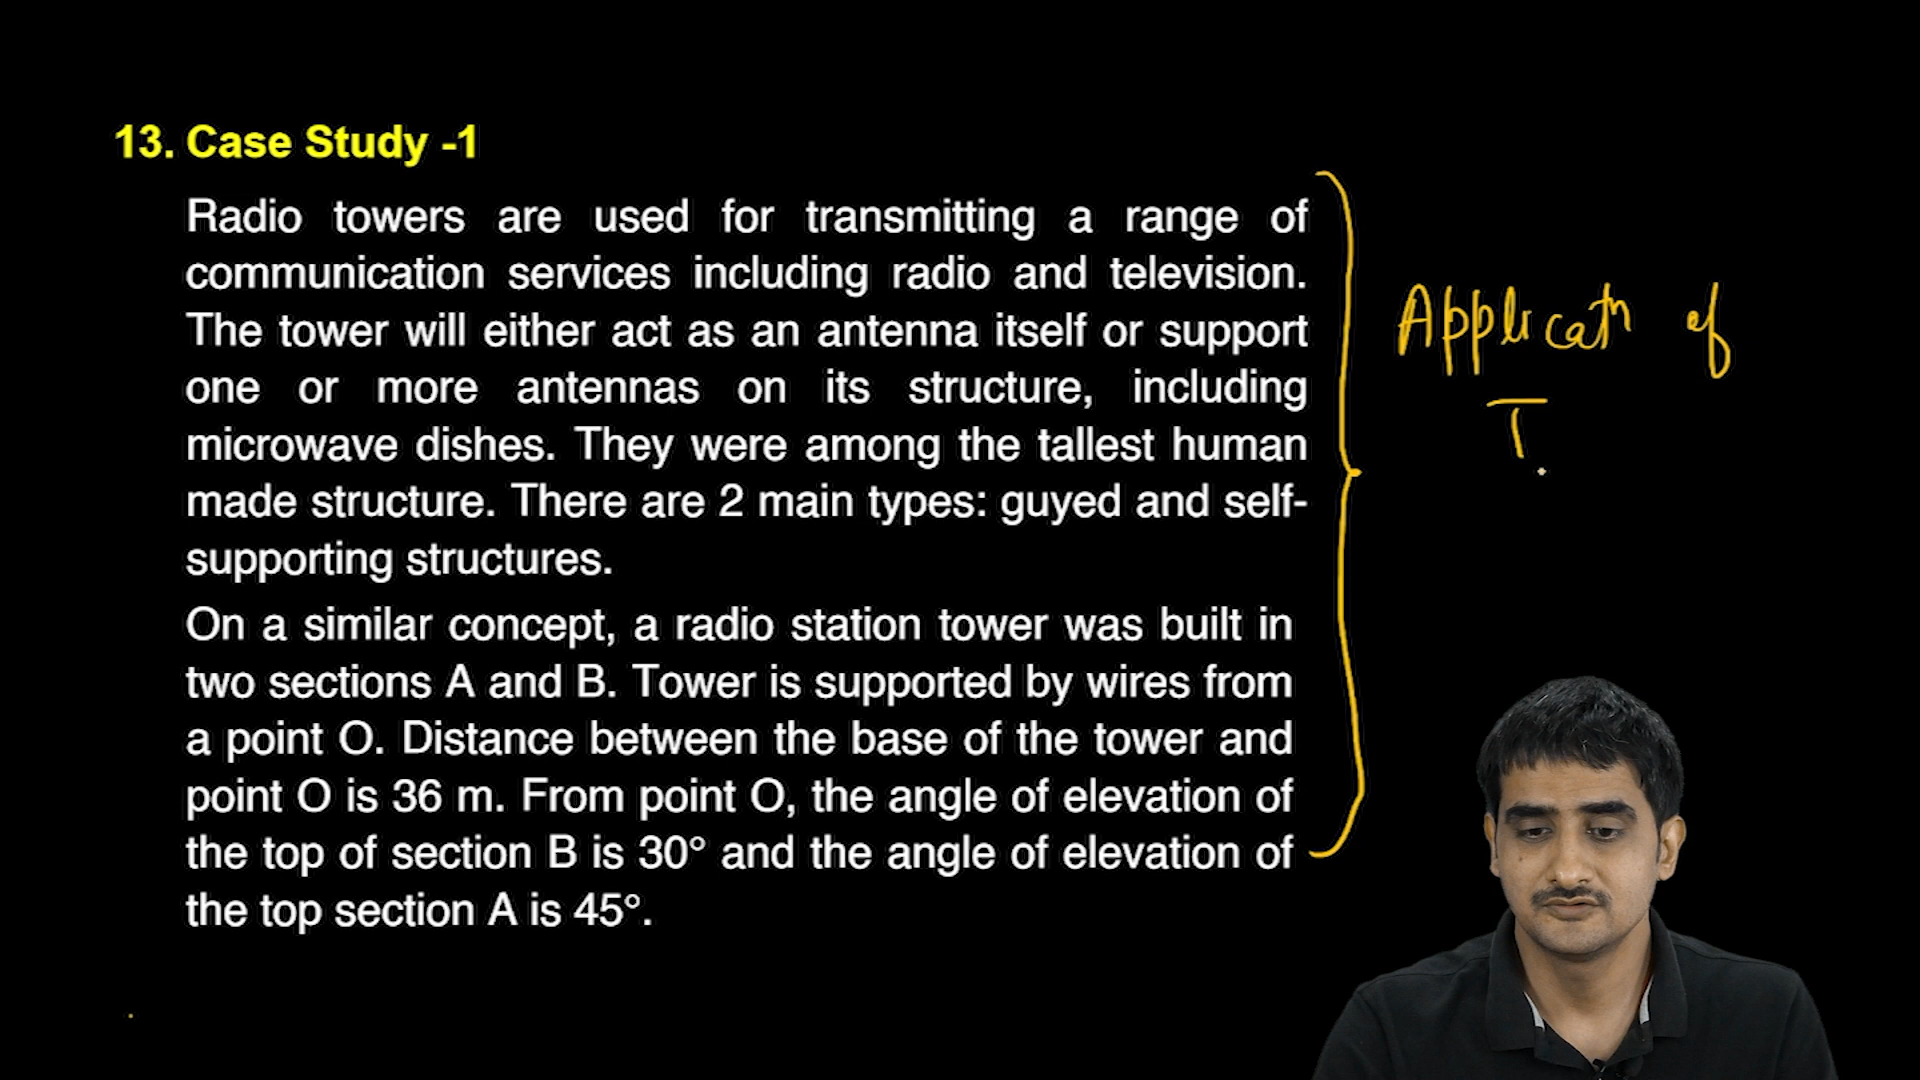 13. Case Study -1
Radio towers are used for transmitting a range of
communication services including radio and television.
The tower will either act as an antenna itself or support
one or more antennas on its structure, including
microwave dishes. They were among the tallest human
made structure. There are 2 main types: guyed and self-
supporting structures.
On a similar concept, a radio station tower was built in
two sections A and B. Tower is supported by wires from
a point O. Distance between the base of the tower and
point O is 36 m. From point O, the angle of elevation of
the top of section B is 30° and the angle of elevation of
the top section A is 45°.
Applicatn of
T